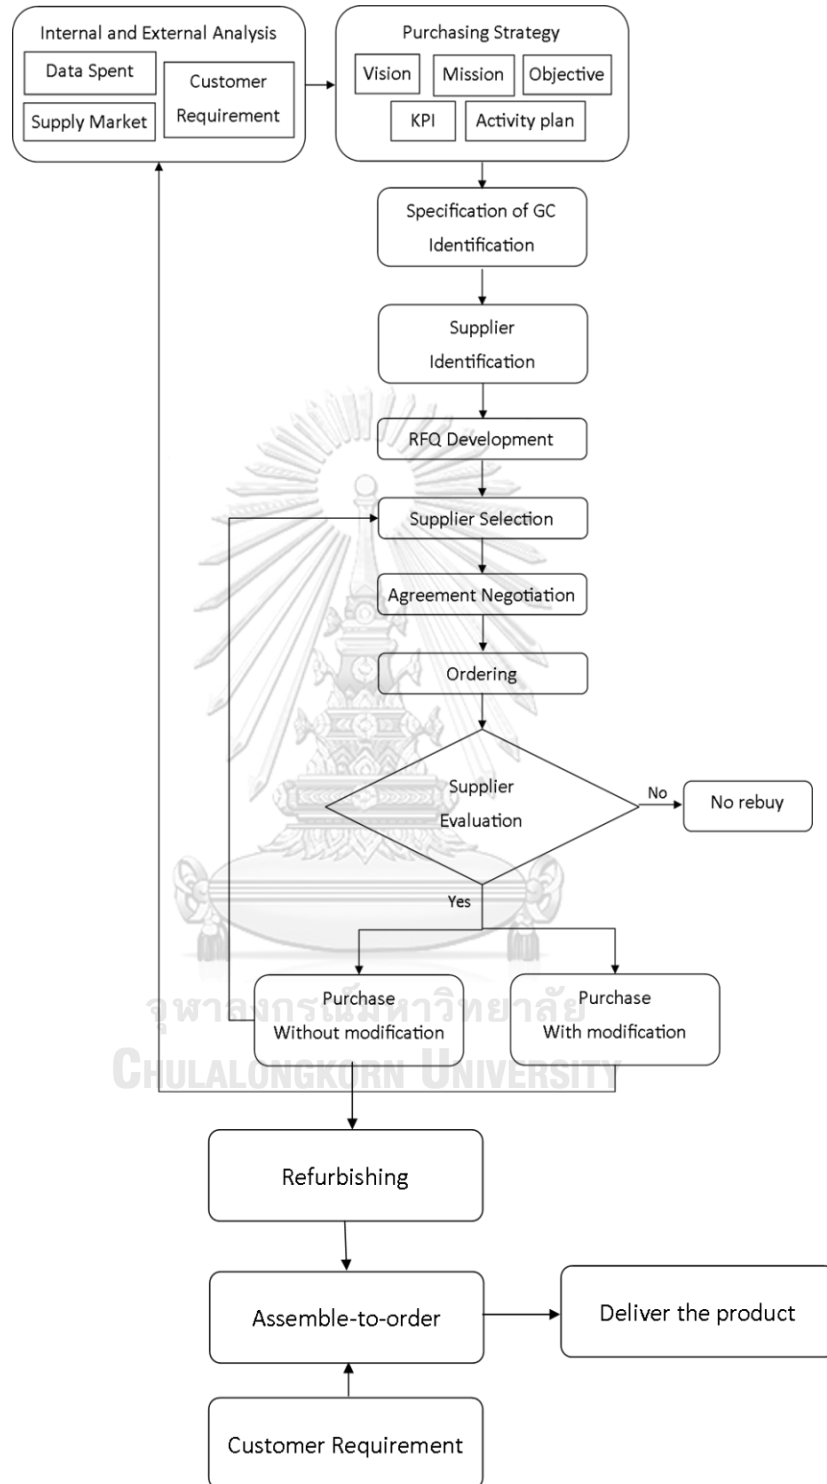 Internal and External Analysis
Data Spent
Supply Market
Customer
Requirement
Purchasing Strategy
Vision
Mission
Objective
KPI
Activity plan
Specification of GC
Identification
Supplier
Identification
RFQ Development
Supplier Selection
Agreement Negotiation
Ordering
Supplier
Evaluation
No
No rebuy
Yes
Purchase
Without modification
Purchase
With modification
จุฬาลงกรณ์มหาวิทยาลัย
CHULALONGKORN UNIVERSITY
Refurbishing
Assemble-to-order
Deliver the product
Customer Requirement